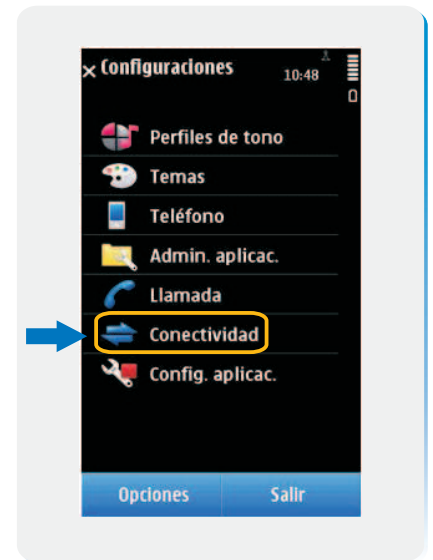 Configuraciones
10:48
Perfiles de tono
Temas
Teléfono
Admin. aplicac.
Llamada
Conectividad
Config. aplicac.
Opciones Salir